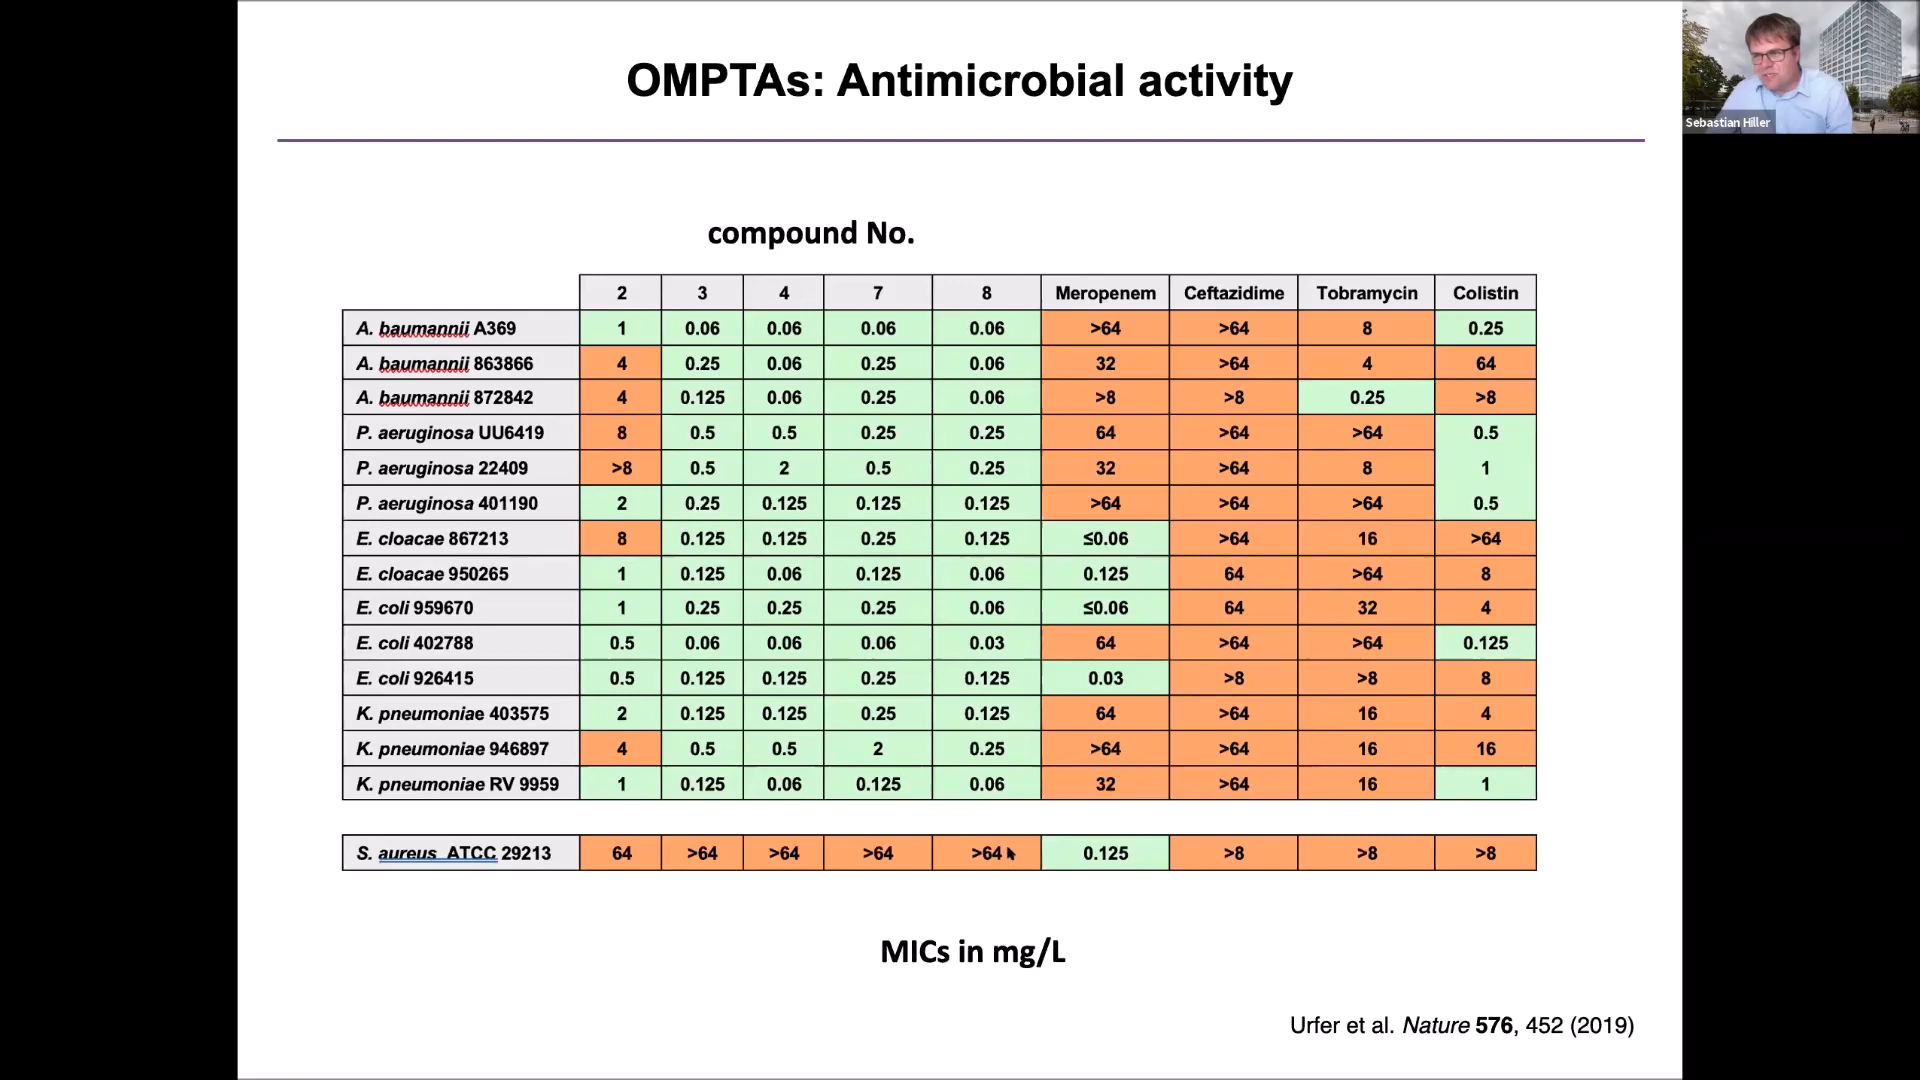 OMPTAs: Antimicrobial activity
Sebastian Hiller
compound No.
2 3 4 7 8 Meropenem Ceftazidime Tobramycin Colistin
A. baumannii A369 1 0.06 0.06 0.06 0.06 >64 >64 8 0.25
A. baumannii 863866 4 0.25 0.06 0.25 0.06 32 >64 4 64
A. baumannii 872842 4 0.125 0.06 0.25 0.06 >8 >8 0.25 >8
P. aeruginosa UU6419 8 0.5 0.5 0.25 0.25 64 >64 >64 0.5
P. aeruginosa 22409 >8 0.5 2 0.5 0.25 32 >64 8 1
P. aeruginosa 401190 2 0.25 0.125 0.125 0.125 >64 >64 >64 0.5
E. cloacae 867213 8 0.125 0.125 0.25 0.125 ≤0.06 >64 16 >64
E. cloacae 950265 1 0.125 0.06 0.125 0.06 0.125 64 >64 8
E. coli 959670 1 0.25 0.25 0.25 0.06 ≤0.06 64 32 4
E. coli 402788 0.5 0.06 0.06 0.06 0.03 64 >64 >64 0.125
E. coli 926415 0.5 0.125 0.125 0.25 0.125 0.03 >8 >8 8
K. pneumoniae 403575 2 0.125 0.125 0.25 0.125 64 >64 16 4
K. pneumoniae 946897 4 0.5 0.5 2 0.25 >64 >64 16 16
K. pneumoniae RV 9959 1 0.125 0.06 0.125 0.06 32 >64 16 1
S. aureus ATCC 29213 64 >64 >64 >64 >64 0.125 >8 >8 >8
MICs in mg/L
Urfer et al. Nature 576, 452 (2019)